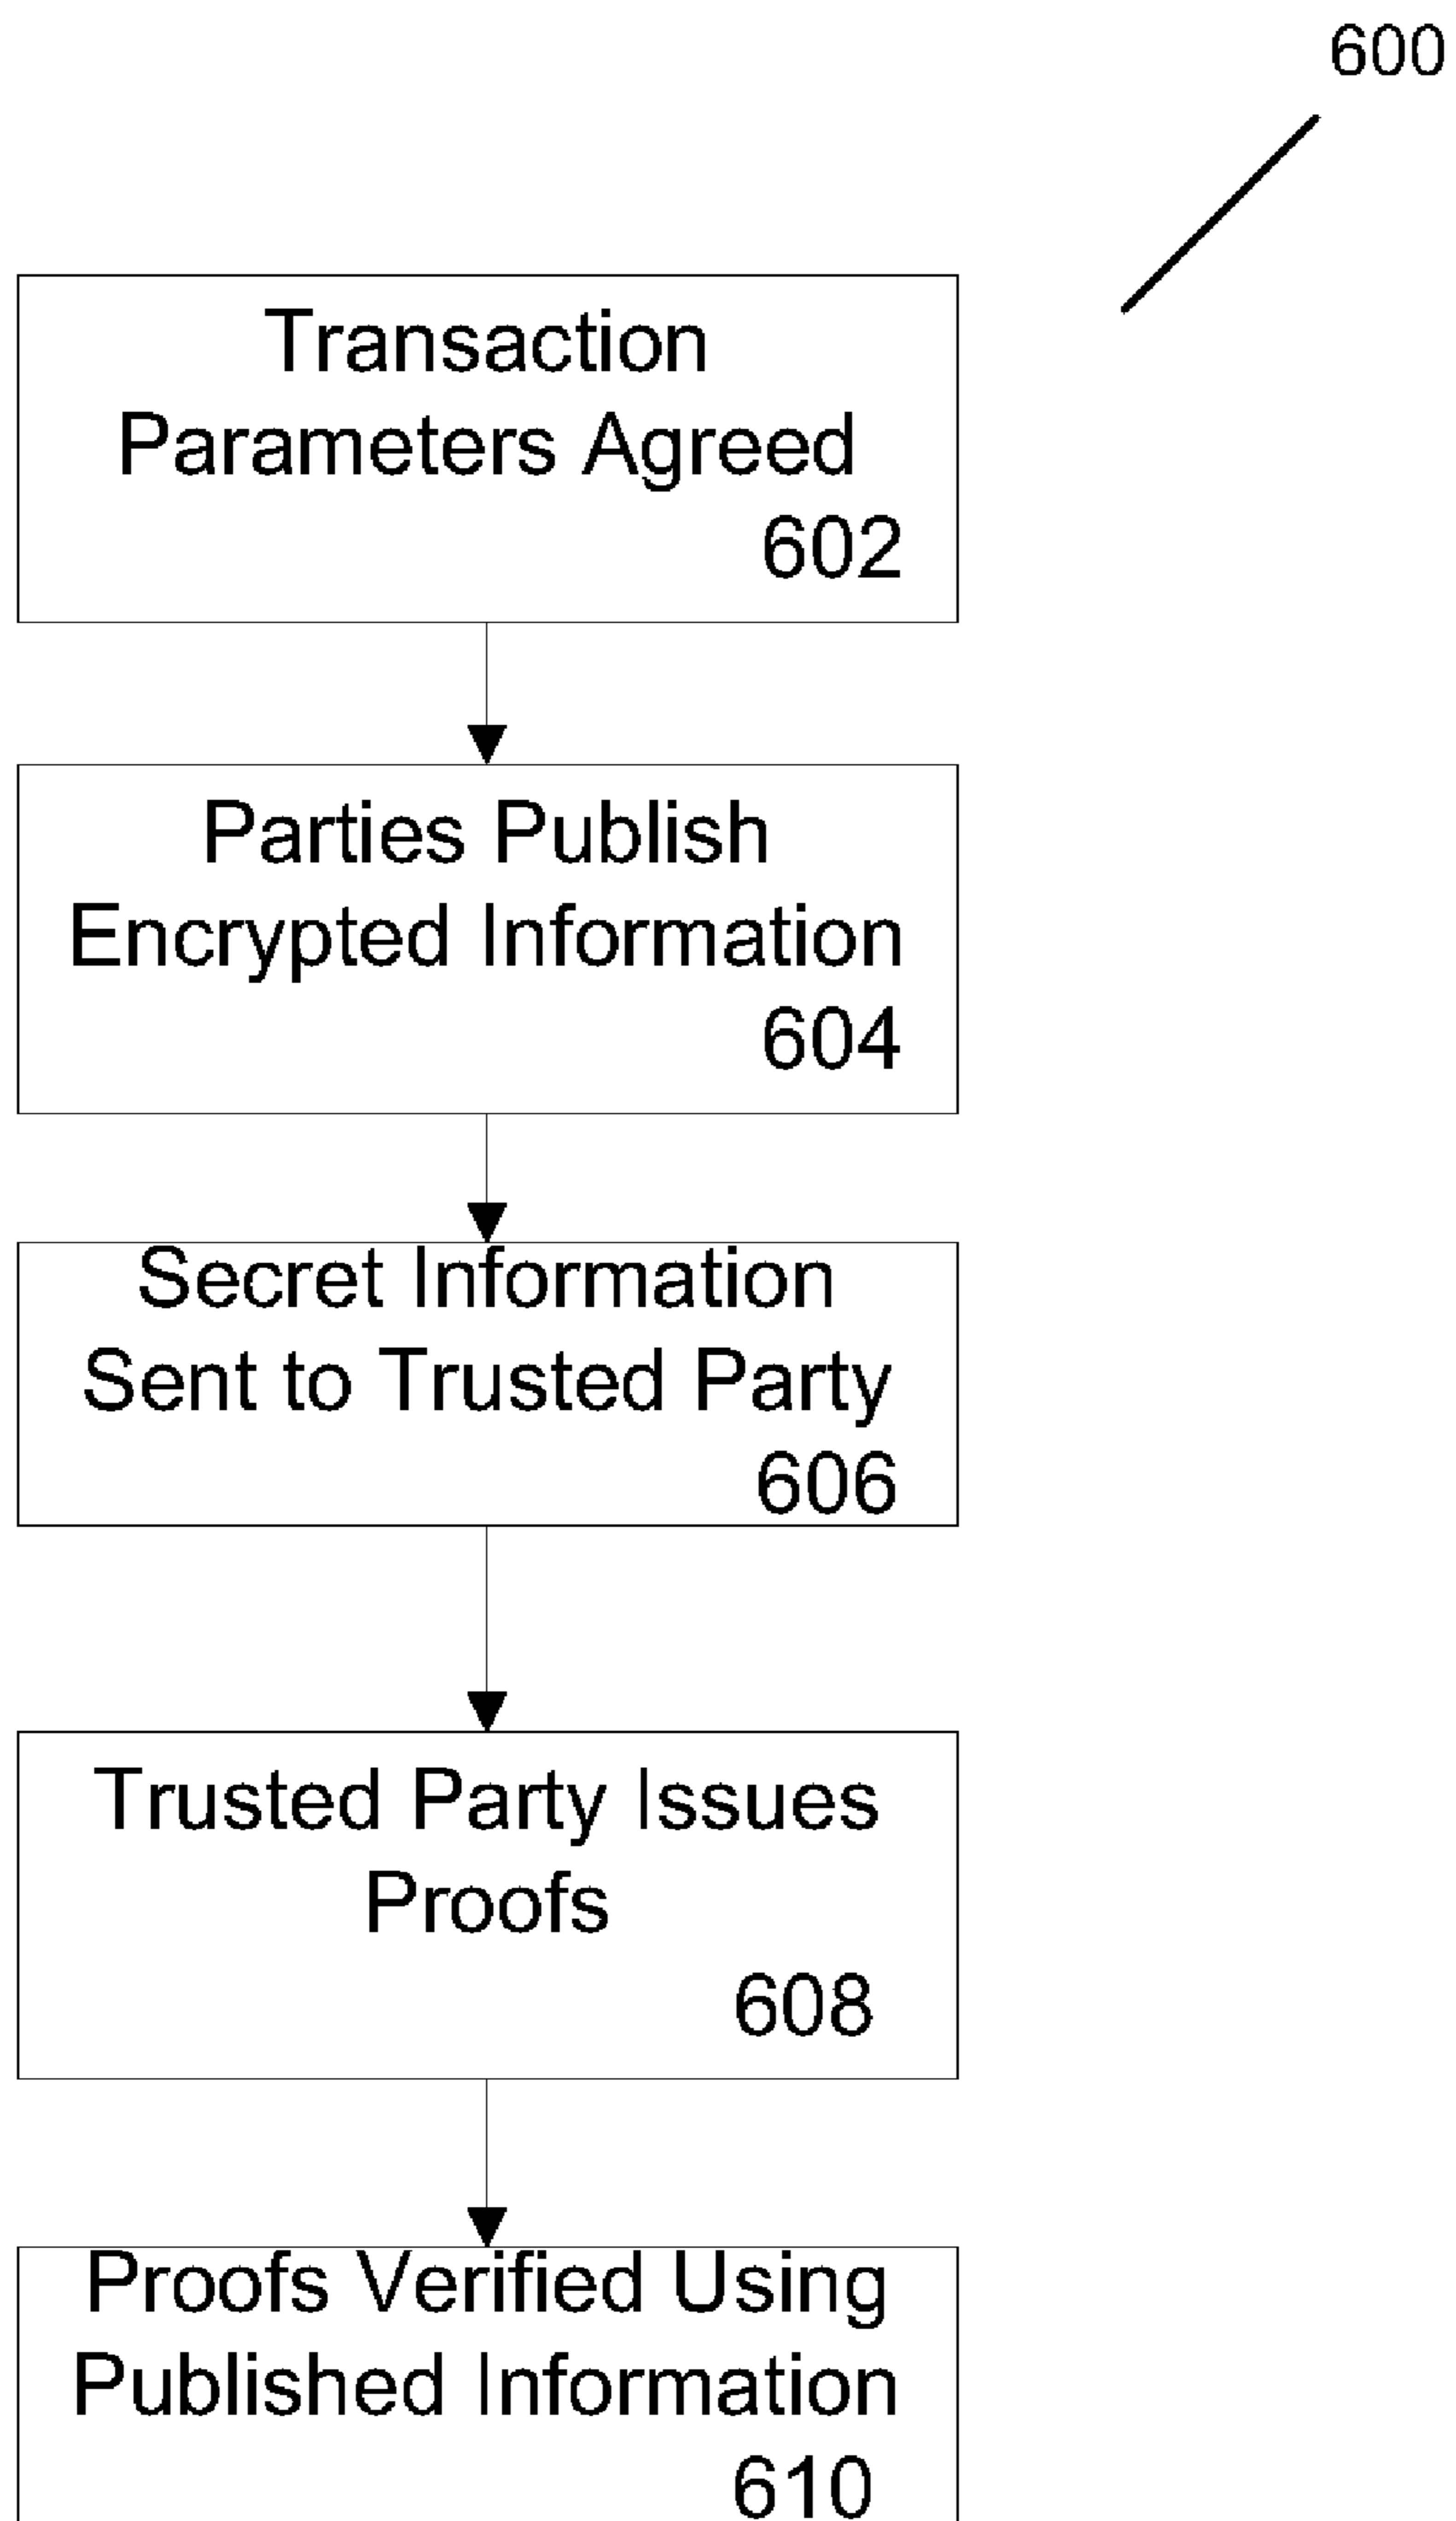 600
Transaction
Parameters Agreed
602
Parties Publish
Encrypted Information
604
Secret Information
Sent to Trusted Party
606
Trusted Party Issues
Proofs
608
Proofs Verified Using
Published Information
610